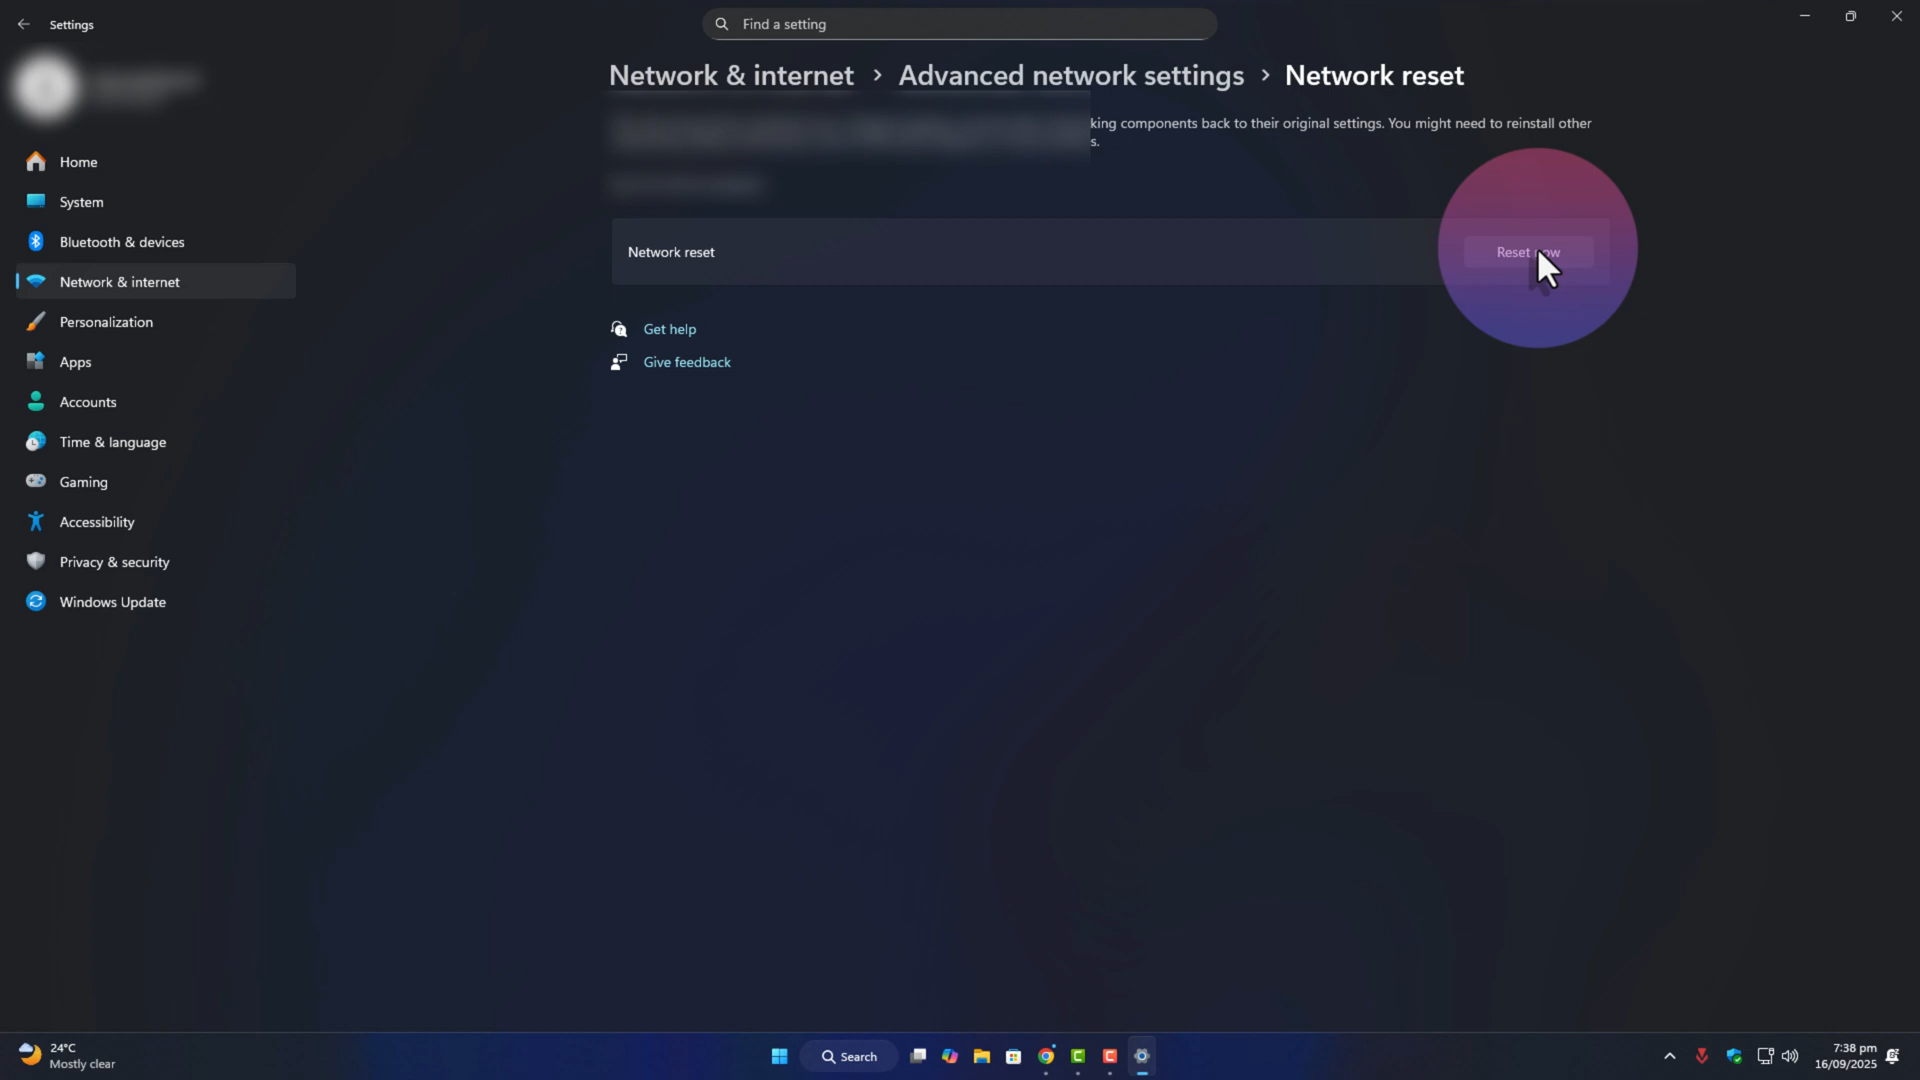 Settings
Find a setting
Network & internet > Advanced network settings > Network reset
king components back to their original settings. You might need to reinstall other
s.
Home
System
Bluetooth & devices
Network & internet
Personalization
Apps
Accounts
Time & language
Gaming
Accessibility
Privacy & security
Windows Update
Network reset
Reset now
Get help
Give feedback
24°C
Mostly clear
Search
7:38 pm
16/09/2025